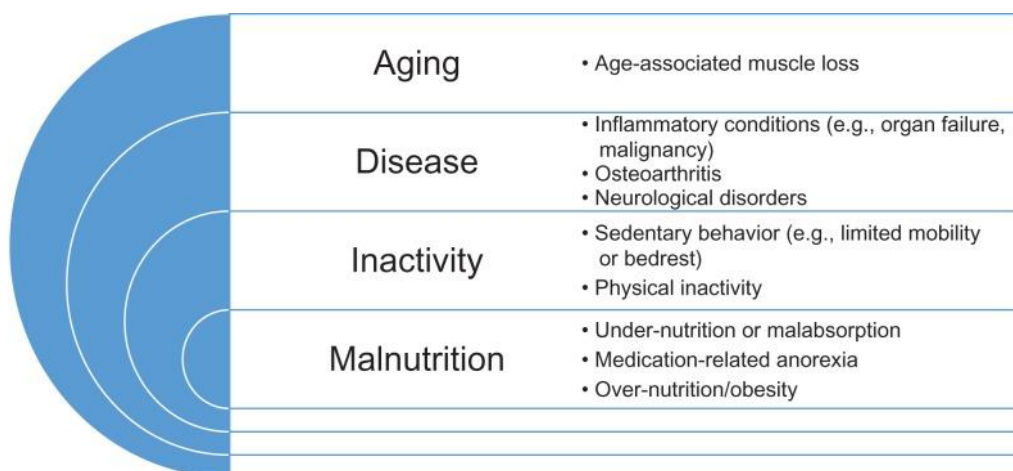 Aging
• Age-associated muscle loss
Disease
• Inflammatory conditions (e.g., organ failure,
malignancy)
• Osteoarthritis
• Neurological disorders
Inactivity
• Sedentary behavior (e.g., limited mobility
or bedrest)
• Physical inactivity
Malnutrition
• Under-nutrition or malabsorption
• Medication-related anorexia
• Over-nutrition/obesity